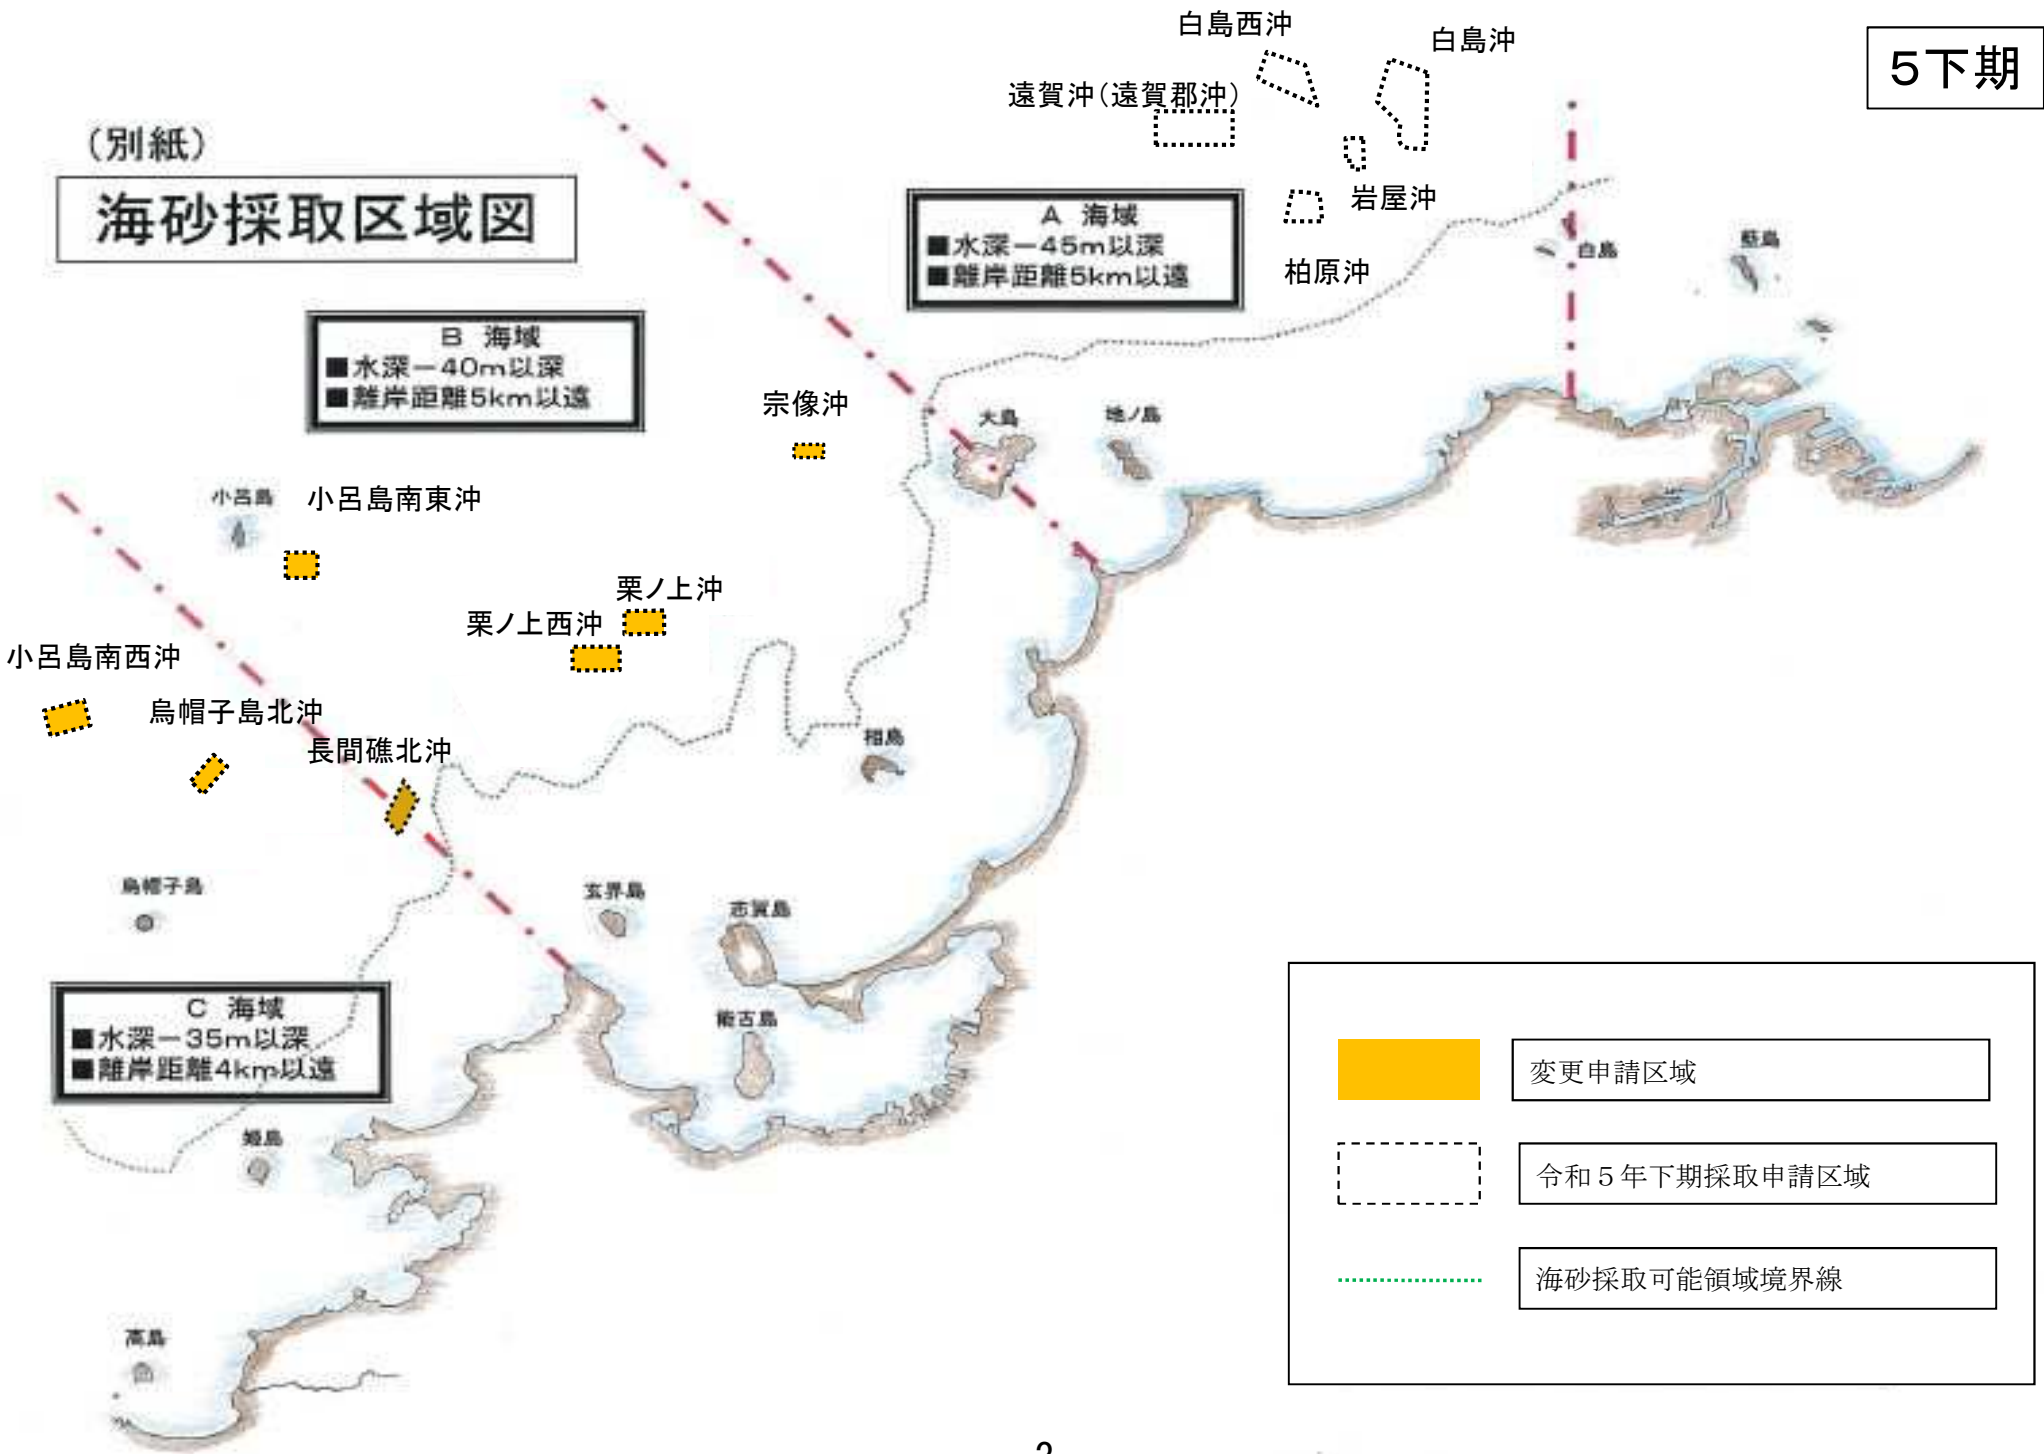 5下期
(別紙)
海砂採取区域図
白島西沖
白島沖
遠賀沖(遠賀郡沖)
岩屋沖
柏原沖
A 海域
■水深−45m以深
■離岸距離5km以遠
白島
藍島
B 海域
■水深−40m以深
■離岸距離5km以遠
宗像沖
大島
地ノ島
小呂島
小呂島南東沖
栗ノ上沖
栗ノ上西沖
小呂島南西沖
烏帽子島北沖
長間礁北沖
相島
烏帽子島
玄界島
志賀島
C 海域
■水深−35m以深
■離岸距離4km以遠
能古島
姫島
高島
変更申請区域
令和5年下期採取申請区域
海砂採取可能領域境界線